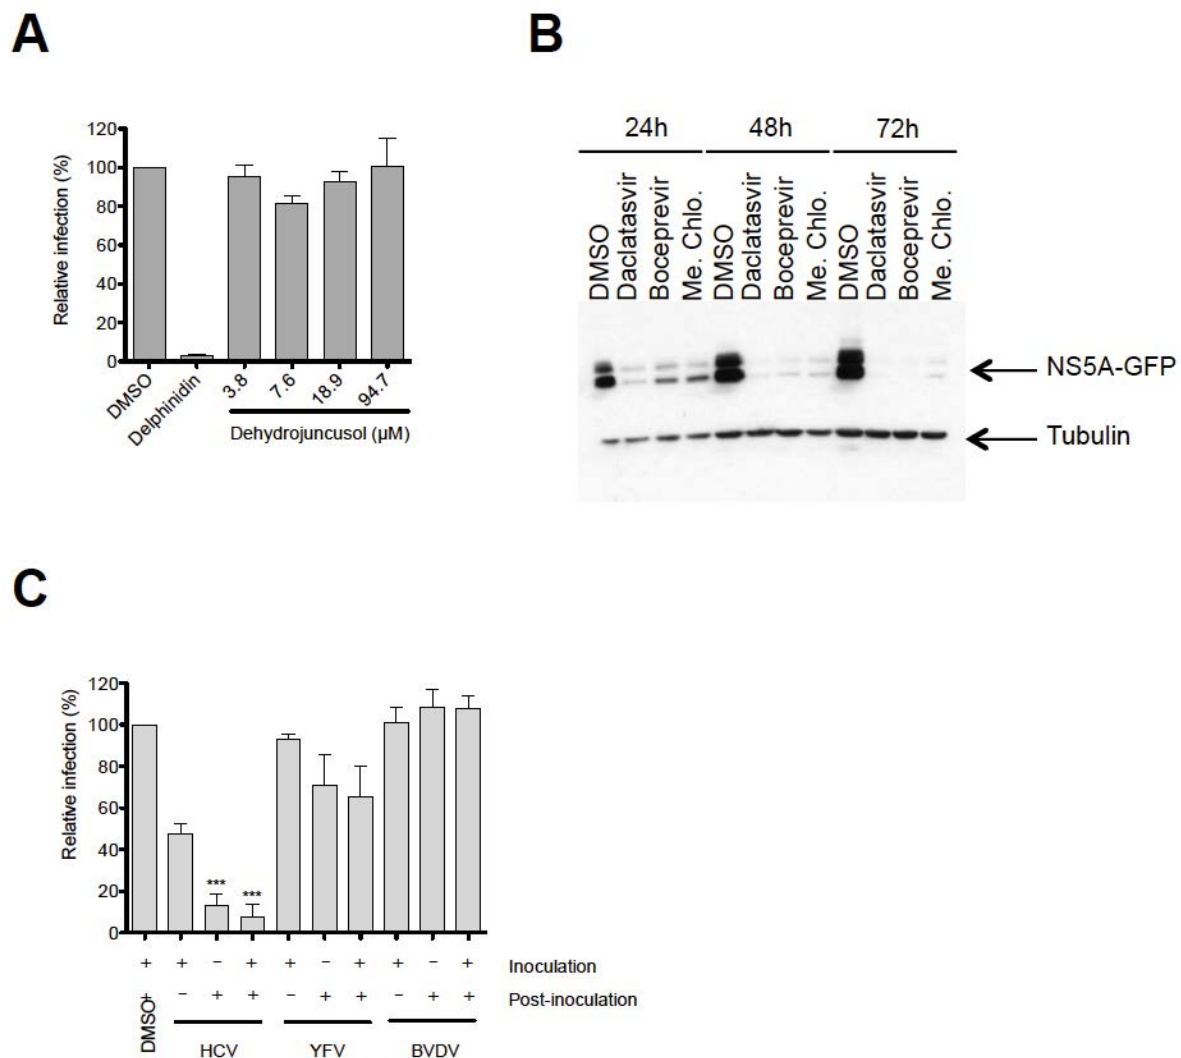 A
120
100
80
60
40
20
0
Relative infection (%)
DMSO
Delphinidin
3.8
7.6
18.9
94.7
Dehydrojuncusol (µM)
B
24h 48h 72h
DMSO Daclatasvir Boceprevir Me. Chlo. DMSO Daclatasvir Boceprevir Me. Chlo. DMSO Daclatasvir Boceprevir Me. Chlo.
NS5A-GFP
Tubulin
C
120
100
80
60
40
20
0
Relative infection (%)
*** ***
+ + − + + − + + − + Inoculation
+ − + + − + + − + + Post-inoculation
DMSO
HCV YFV BVDV